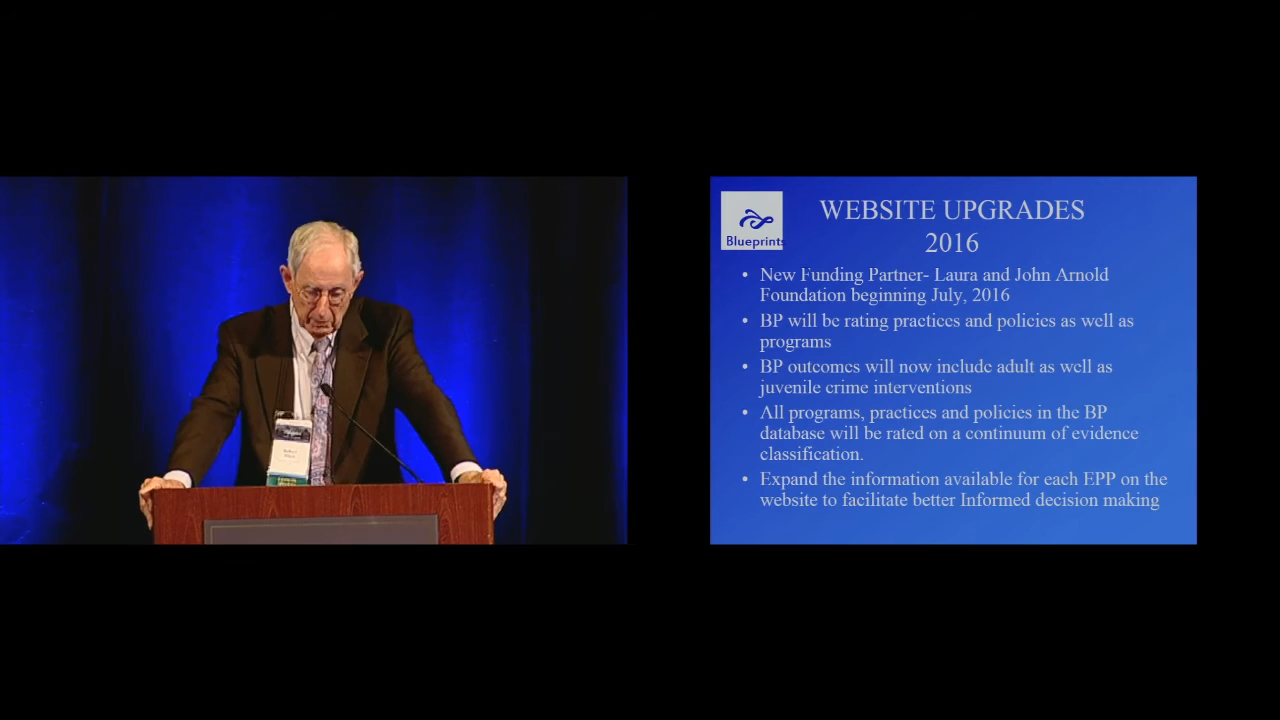 Blueprints
WEBSITE UPGRADES
2016
• New Funding Partner- Laura and John Arnold
Foundation beginning July, 2016
• BP will be rating practices and policies as well as
programs
• BP outcomes will now include adult as well as
juvenile crime interventions
• All programs, practices and policies in the BP
database will be rated on a continuum of evidence
classification.
• Expand the information available for each EPP on the
website to facilitate better Informed decision making